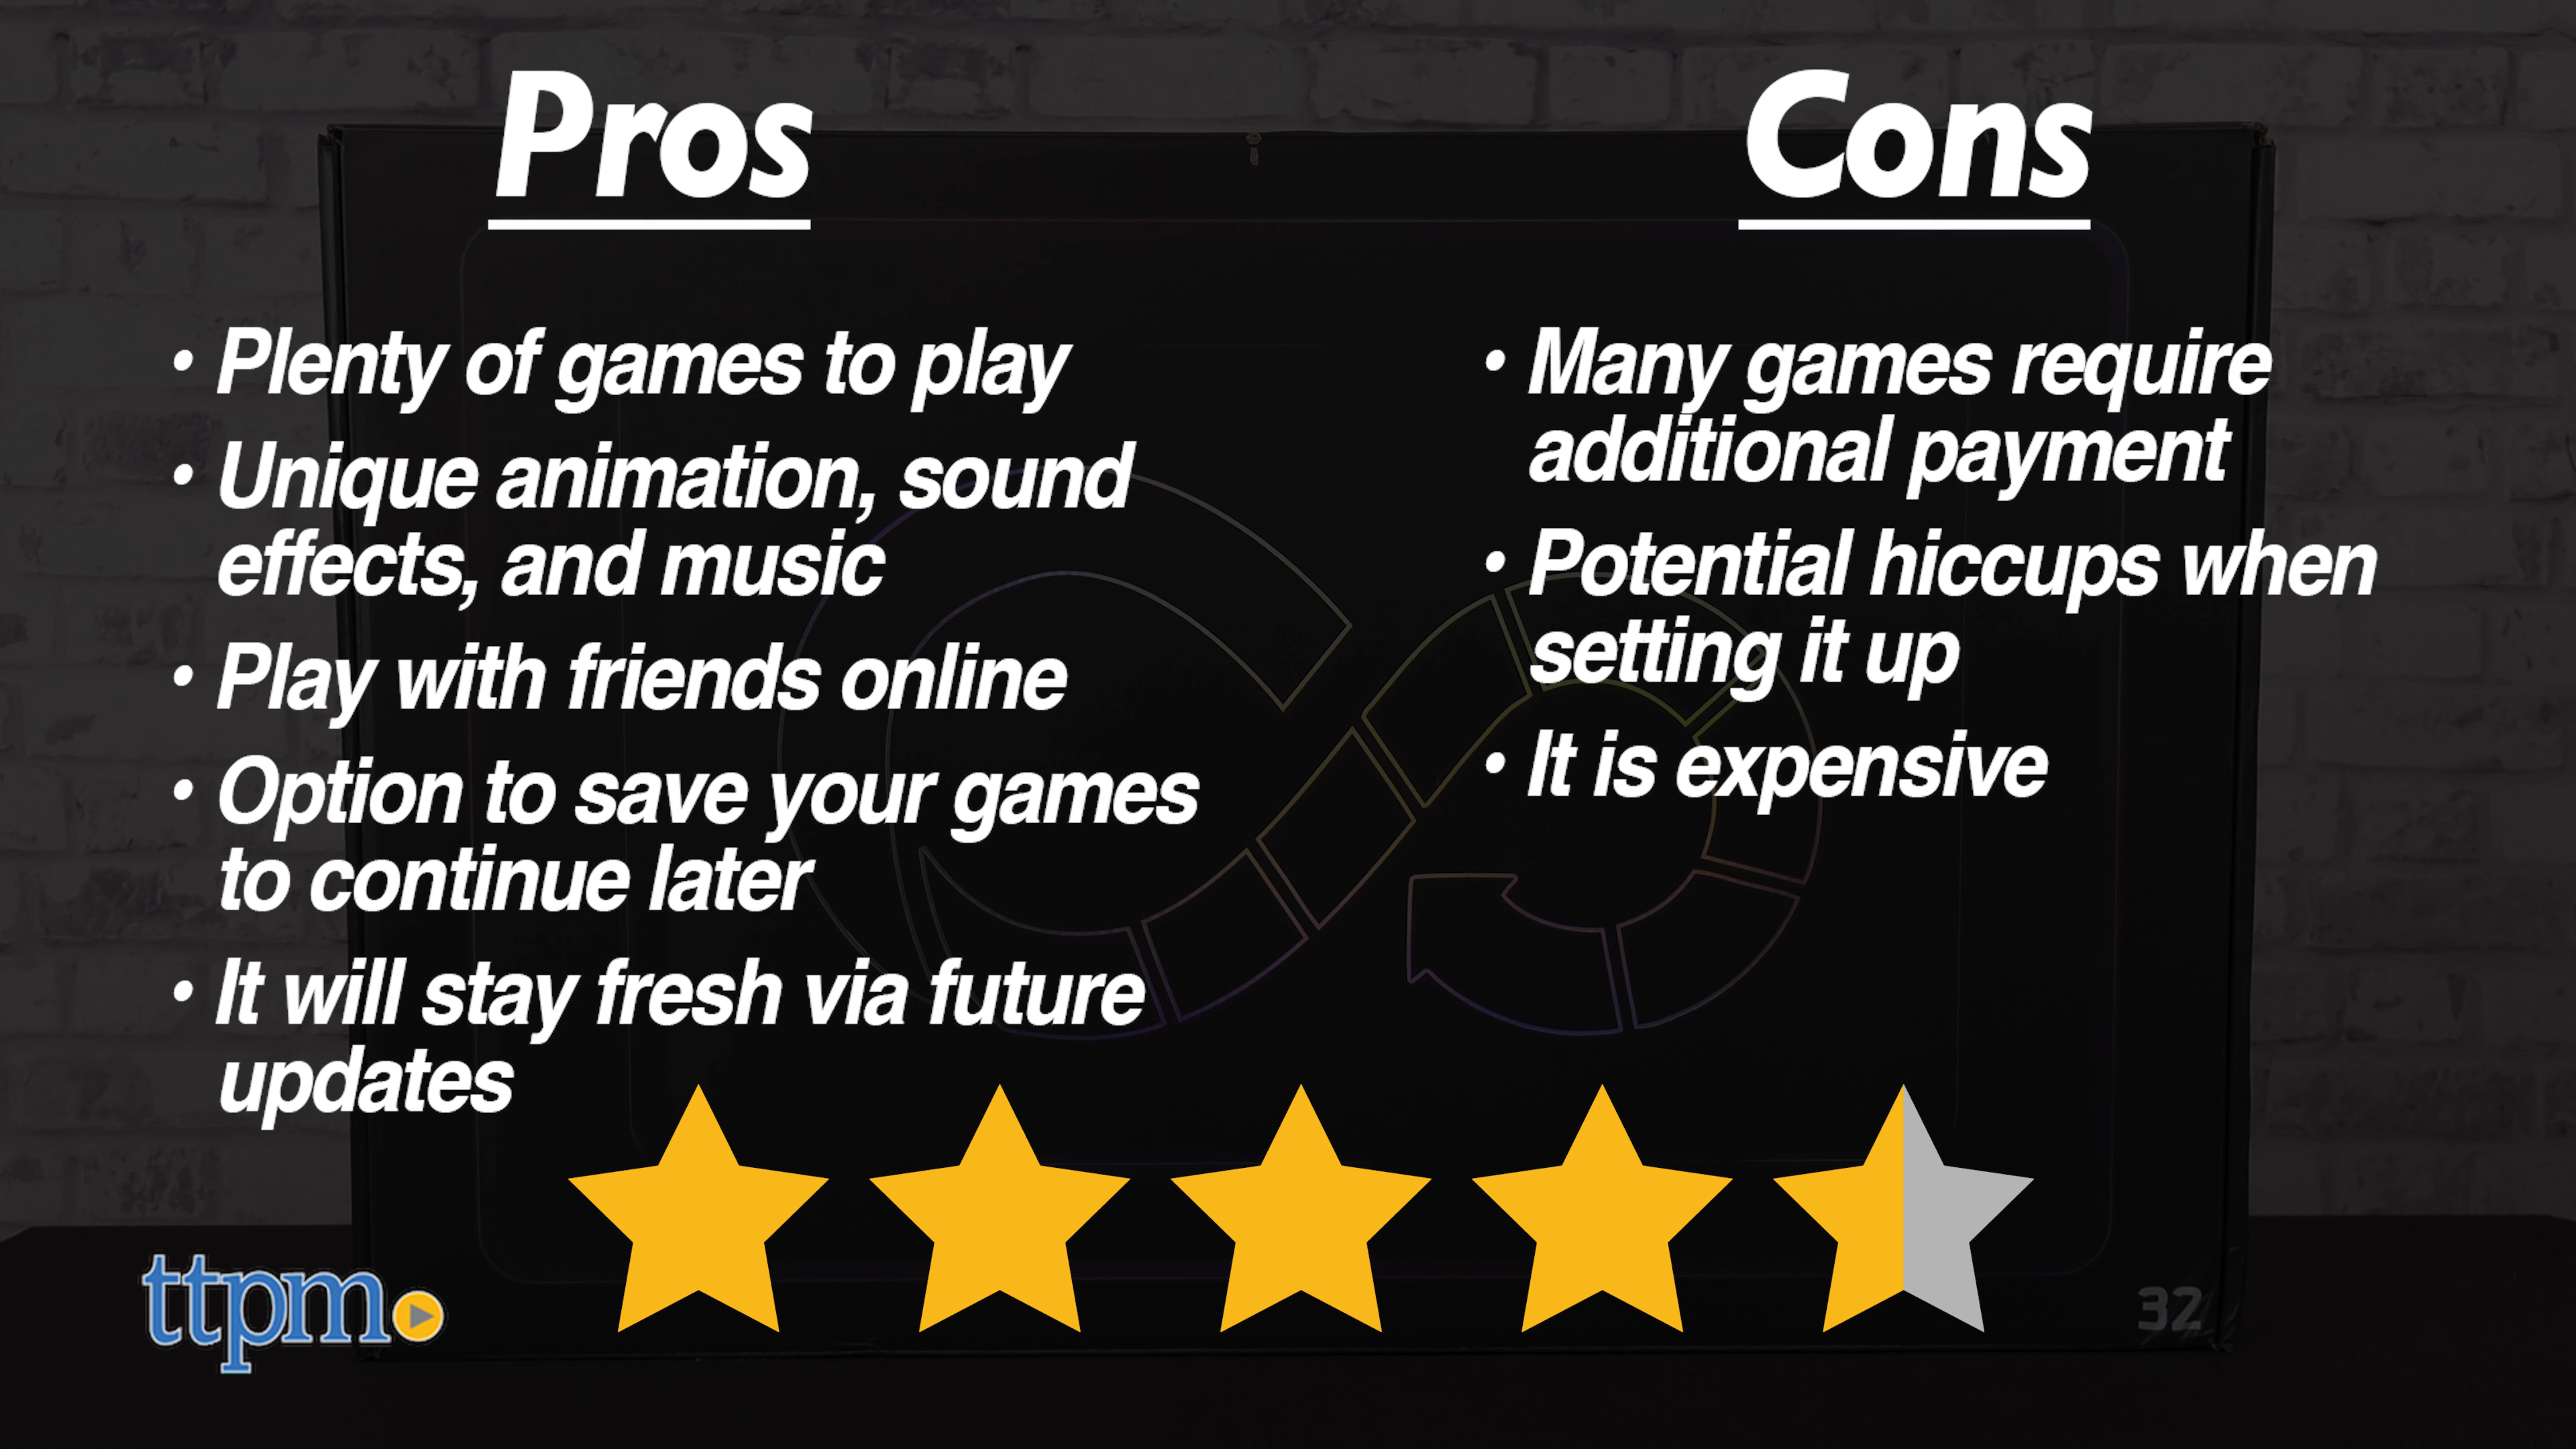 Pros
• Plenty of games to play
• Unique animation, sound
effects, and music
• Play with friends online
• Option to save your games
to continue later
• It will stay fresh via future
updates
Cons
• Many games require
additional payment
• Potential hiccups when
setting it up
• It is expensive
ttpm
32